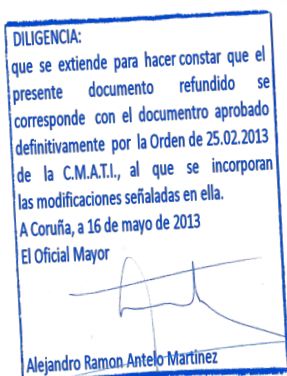 DILIGENCIA:
que se extiende para hacer constar que el
presente documento refundido se
corresponde con el documentro aprobado
definitivamente por la Orden de 25.02.2013
de la C.M.A.T.I., al que se incorporan
las modificaciones señaladas en ella.
A Coruña, a 16 de mayo de 2013
El Oficial Mayor
Alejandro Ramon Antelo Martinez